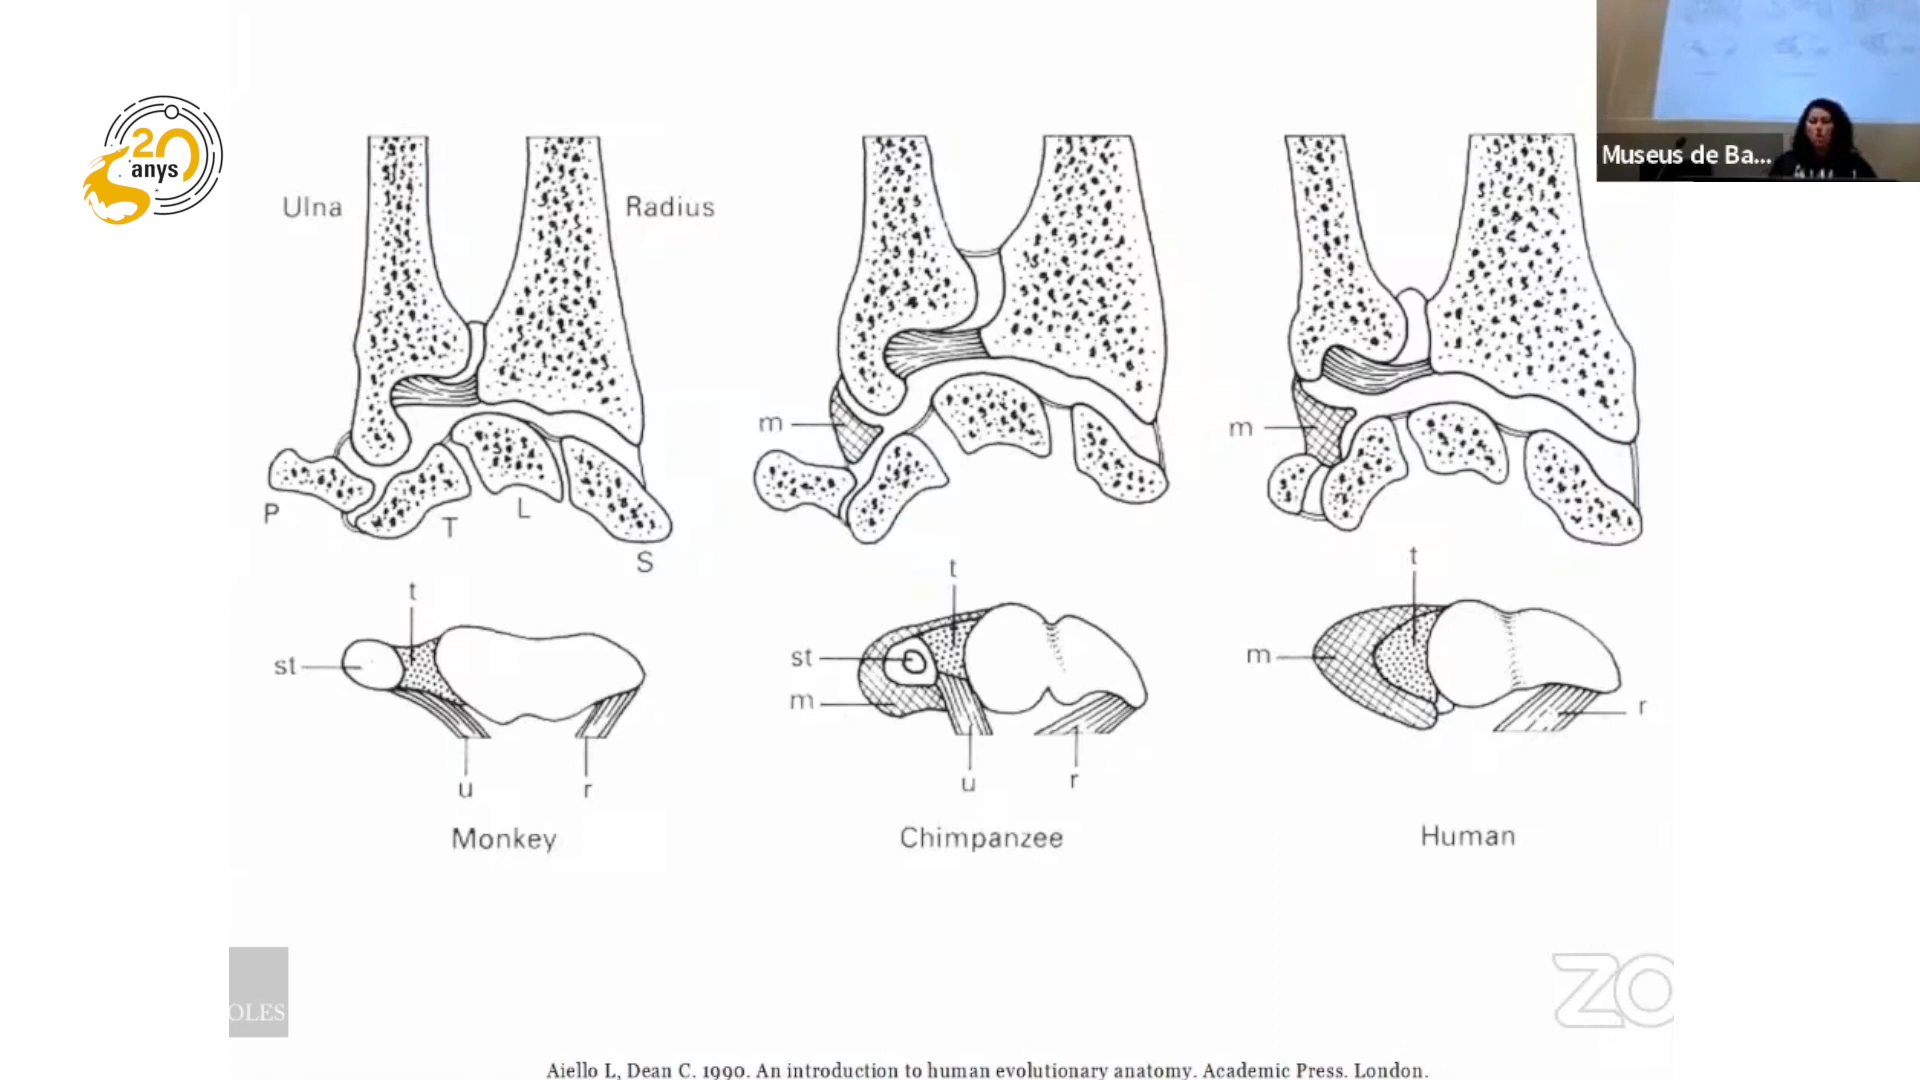 20
anys
Museus de Ba...
Ulna
Radius
m
m
P
T
L
S
t
st
u
r
t
st
m
u
r
t
m
r
Monkey
Chimpanzee
Human
OLES
ZO
Aiello L, Dean C. 1990. An introduction to human evolutionary anatomy. Academic Press. London.